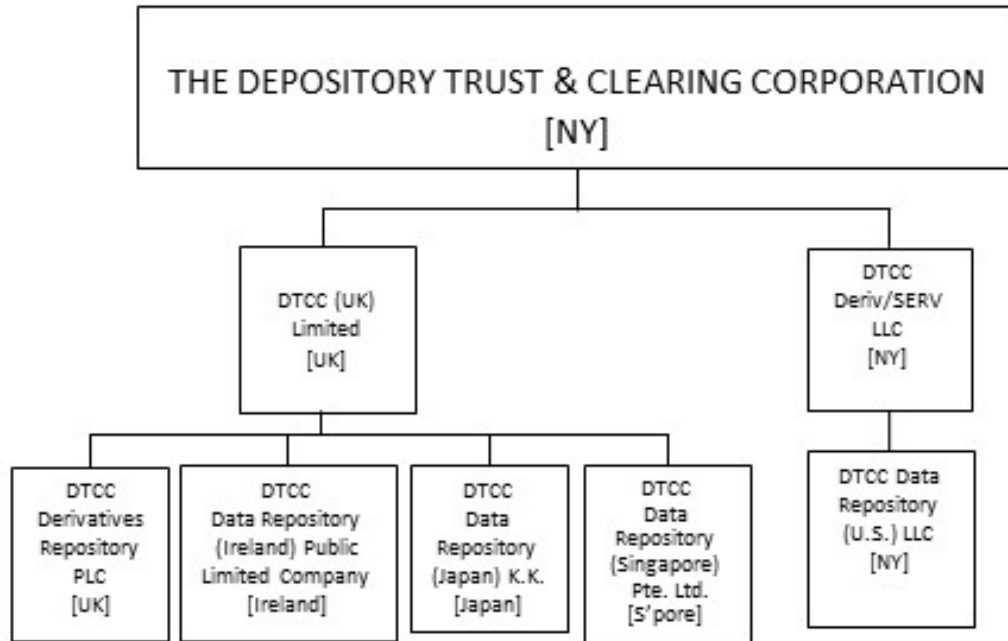 THE DEPOSITORY TRUST & CLEARING CORPORATION
[NY]
DTCC (UK)
Limited
[UK]
DTCC
Deriv/SERV
LLC
[NY]
DTCC
Derivatives
Repository
PLC
[UK]
DTCC
Data Repository
(Ireland) Public
Limited Company
[Ireland]
DTCC
Data
Repository
(Japan) K.K.
[Japan]
DTCC
Data
Repository
(Singapore)
Pte. Ltd.
[S'pore]
DTCC Data
Repository
(U.S.) LLC
[NY]